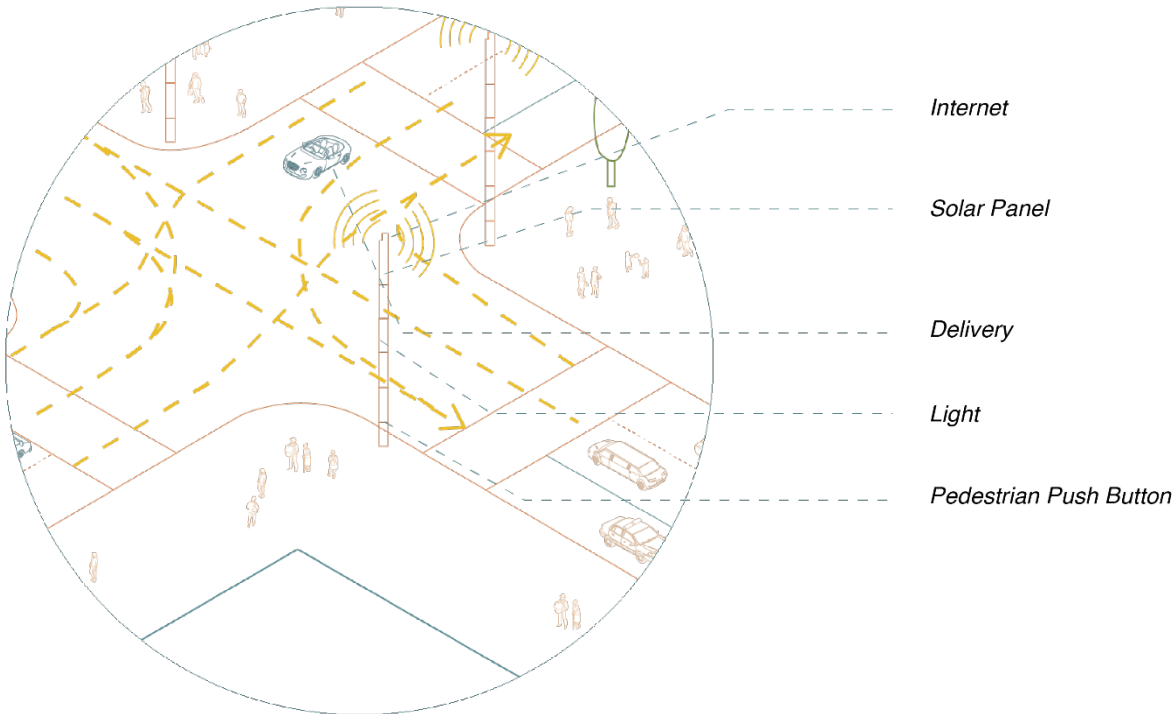 Internet
Solar Panel
Delivery
Light
Pedestrian Push Button